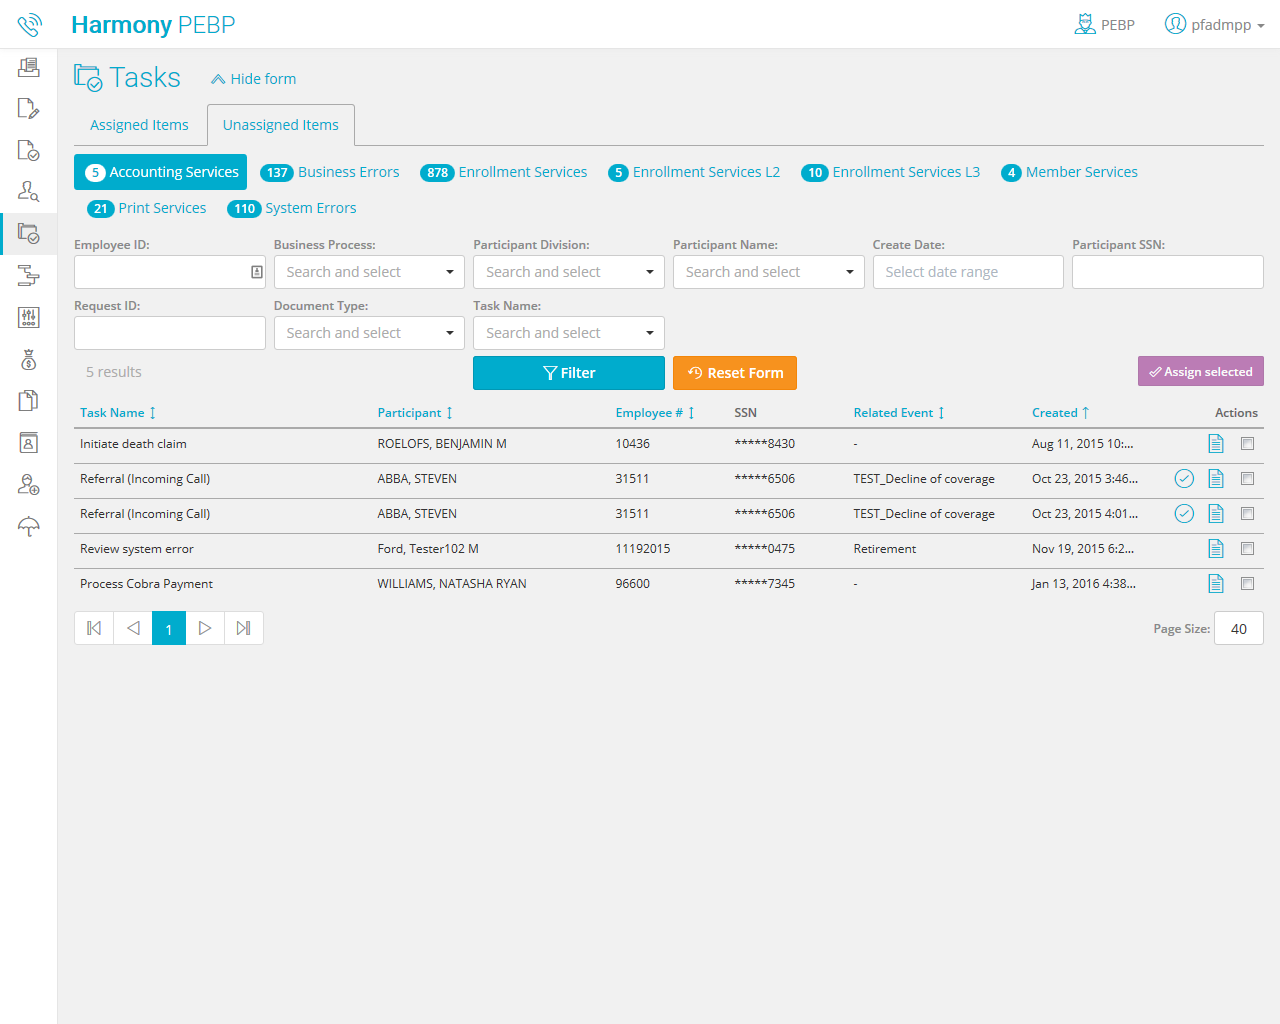 Harmony PEBP
PEBP
pfadmpp
Tasks
Hide form
Assigned Items
Unassigned Items
5 Accounting Services
137 Business Errors
878 Enrollment Services
5 Enrollment Services L2
10 Enrollment Services L3
4 Member Services
21 Print Services
110 System Errors
Employee ID: Business Process: Participant Division: Participant Name: Create Date: Participant SSN:
Search and select Search and select Search and select Select date range
Request ID: Document Type: Task Name:
Search and select Search and select
5 results Filter Reset Form Assign selected
Task Name Participant Employee # SSN Related Event Created Actions
Initiate death claim ROELOFS, BENJAMIN M 10436 *****8430 - Aug 11, 2015 10:...
Referral (Incoming Call) ABBA, STEVEN 31511 *****6506 TEST_Decline of coverage Oct 23, 2015 3:46...
Referral (Incoming Call) ABBA, STEVEN 31511 *****6506 TEST_Decline of coverage Oct 23, 2015 4:01...
Review system error Ford, Tester102 M 11192015 *****0475 Retirement Nov 19, 2015 6:2...
Process Cobra Payment WILLIAMS, NATASHA RYAN 96600 *****7345 - Jan 13, 2016 4:38...
1 Page Size: 40